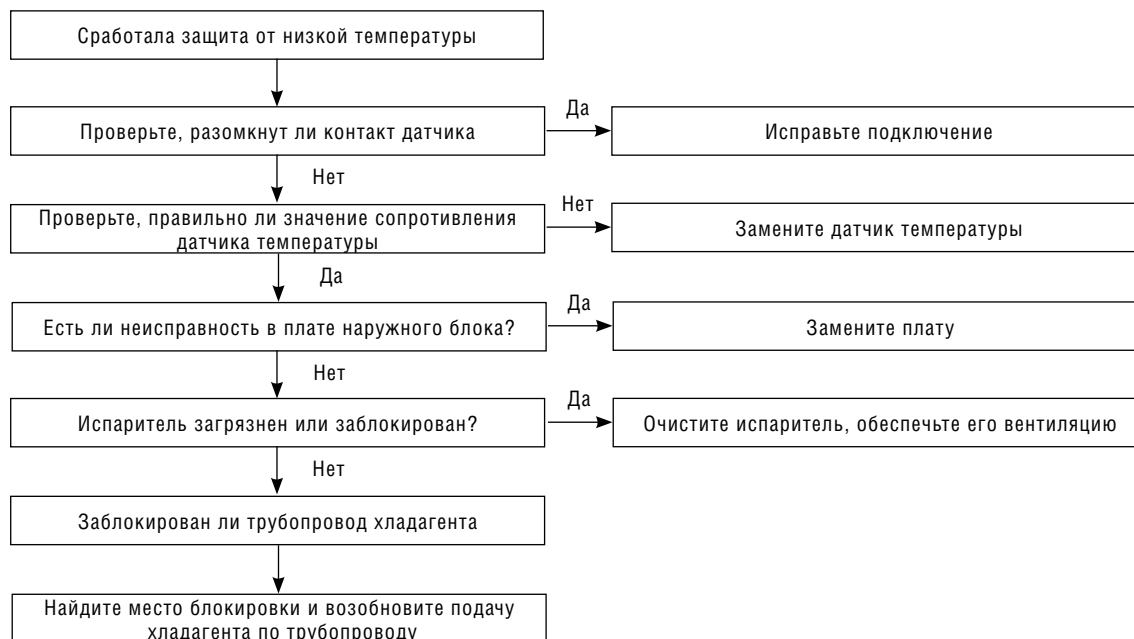 Сработала защита от низкой температуры
Проверьте, разомкнут ли контакт датчика
Да
Исправьте подключение
Нет
Проверьте, правильно ли значение сопротивления
датчика температуры
Нет
Замените датчик температуры
Да
Есть ли неисправность в плате наружного блока?
Да
Замените плату
Нет
Испаритель загрязнен или заблокирован?
Да
Очистите испаритель, обеспечьте его вентиляцию
Нет
Заблокирован ли трубопровод хладагента
Найдите место блокировки и возобновите подачу
хладагента по трубопроводу